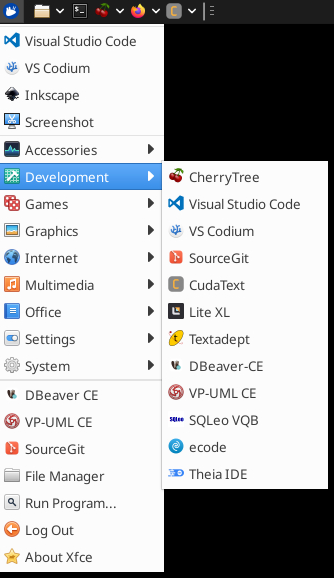 Visual Studio Code
VS Codium
Inkscape
Screenshot
Accessories
Development
Games
Graphics
Internet
Multimedia
Office
Settings
System
DBeaver CE
VP-UML CE
SourceGit
File Manager
Run Program...
Log Out
About Xfce
CherryTree
Visual Studio Code
VS Codium
SourceGit
CudaText
Lite XL
Textadept
DBeaver-CE
VP-UML CE
SQLeo VQB
ecode
Theia IDE